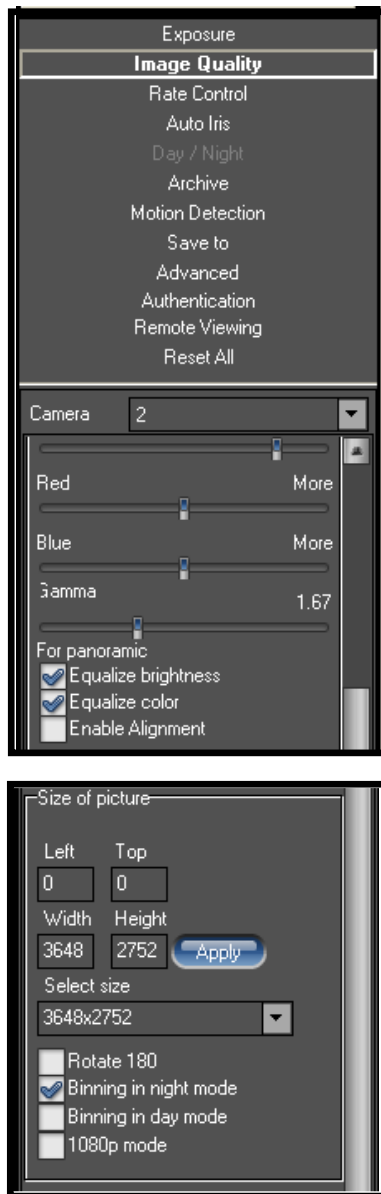 Exposure
Image Quality
Rate Control
Auto Iris
Day / Night
Archive
Motion Detection
Save to
Advanced
Authentication
Remote Viewing
Reset All
Camera 2
Red More
Blue More
Gamma 1.67
For panoramic
Equalize brightness
Equalize color
Enable Alignment
Size of picture
Left Top
0 0
Width Height
3648 2752 Apply
Select size
3648x2752
Rotate 180
Binning in night mode
Binning in day mode
1080p mode